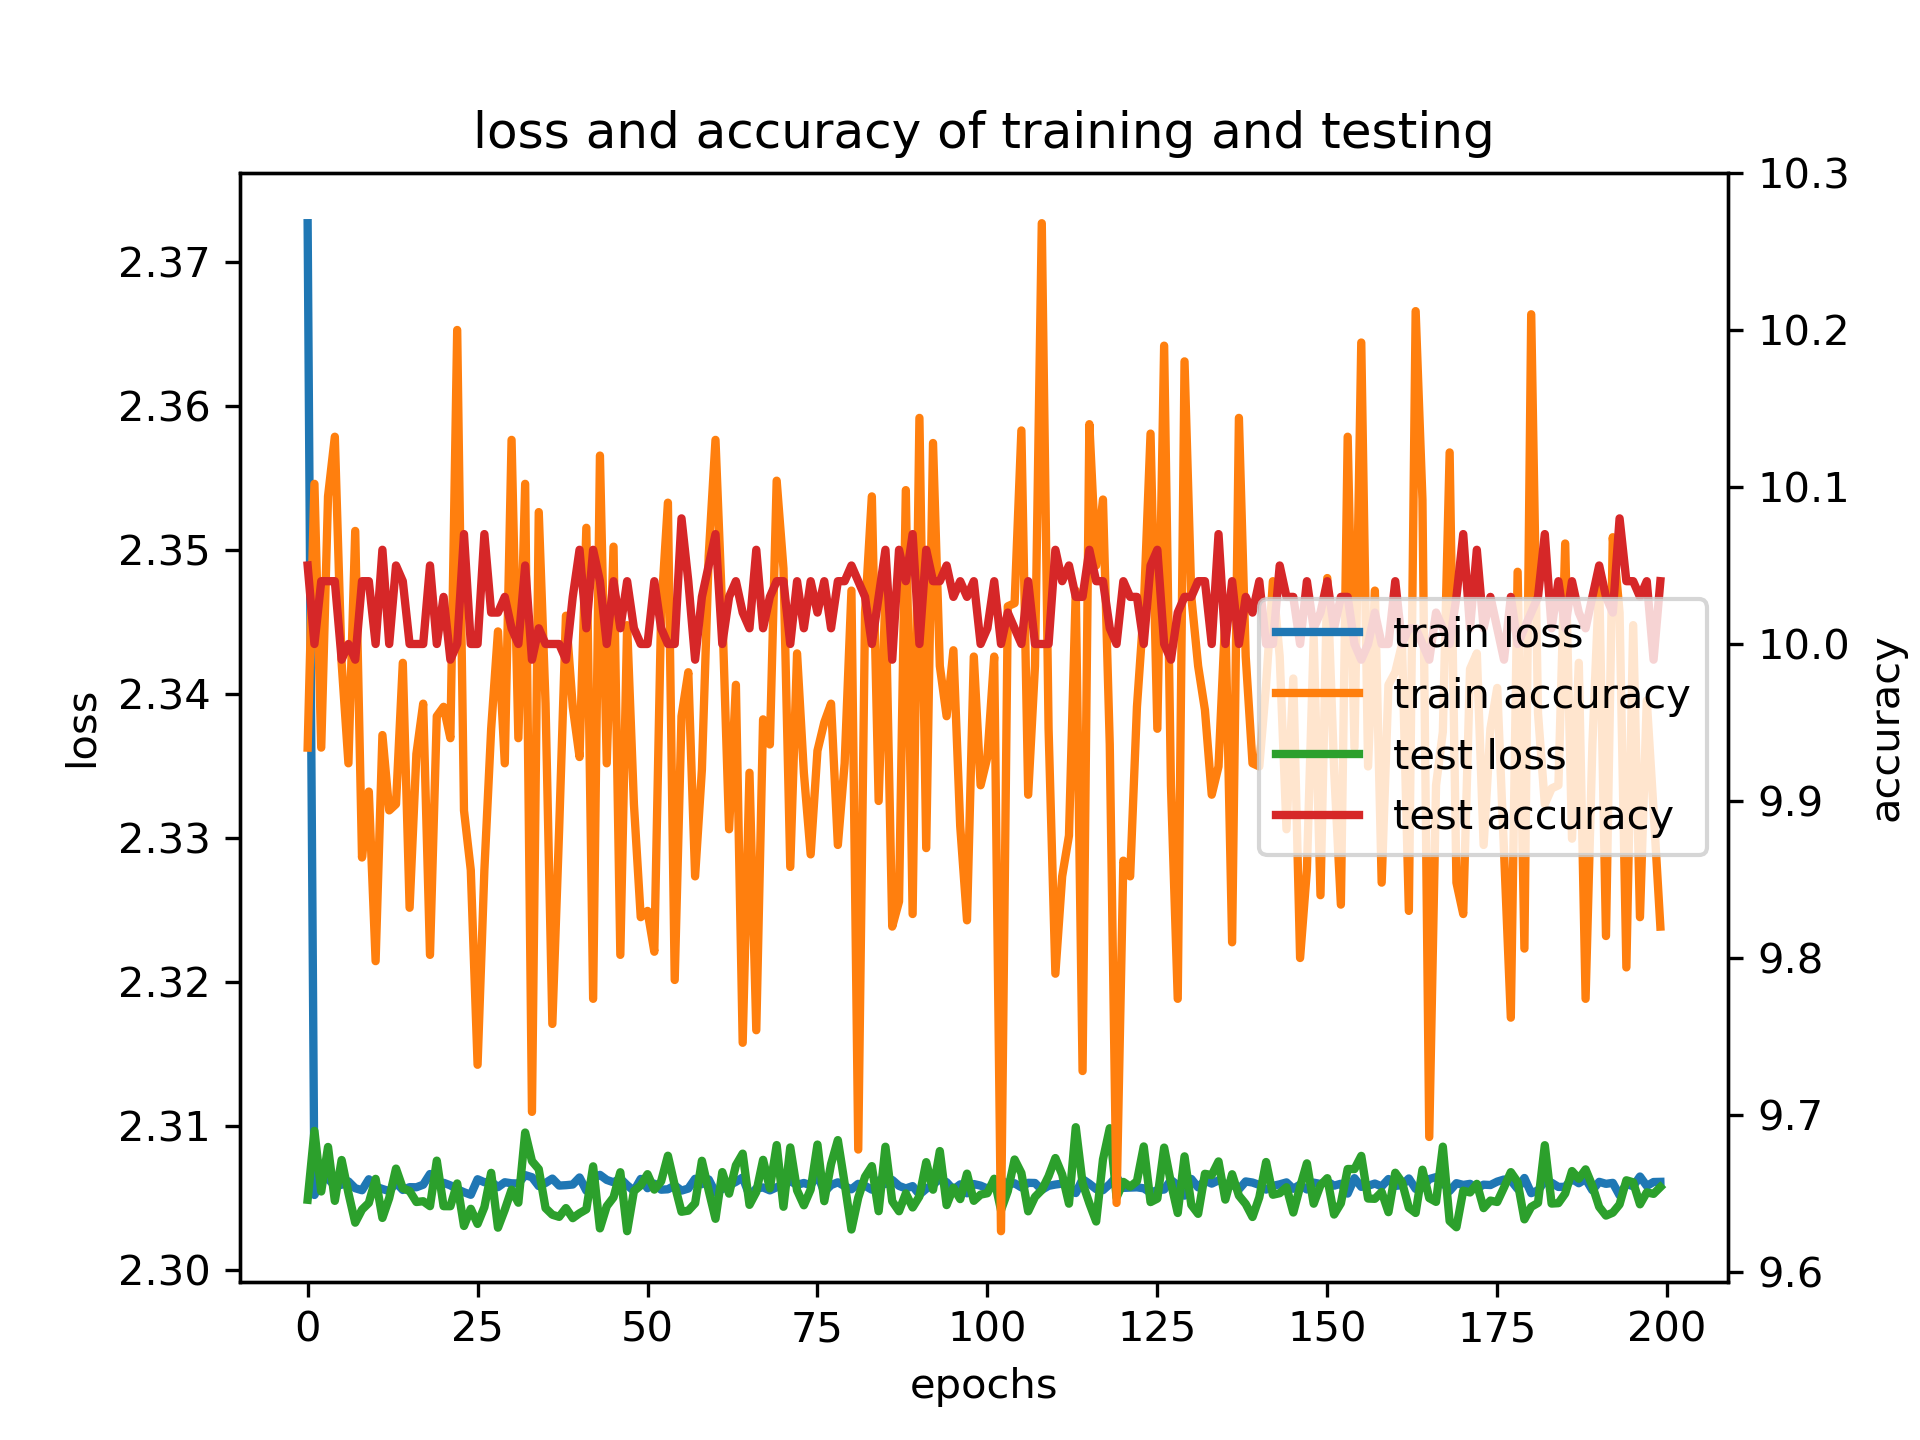 loss and accuracy of training and testing
10.3
10.2
10.1
10.0
9.9
9.8
9.7
9.6
accuracy
2.37
2.36
2.35
2.34
2.33
2.32
2.31
2.30
loss
train loss
train accuracy
test loss
test accuracy
0 25 50 75 100 125 150 175 200
epochs